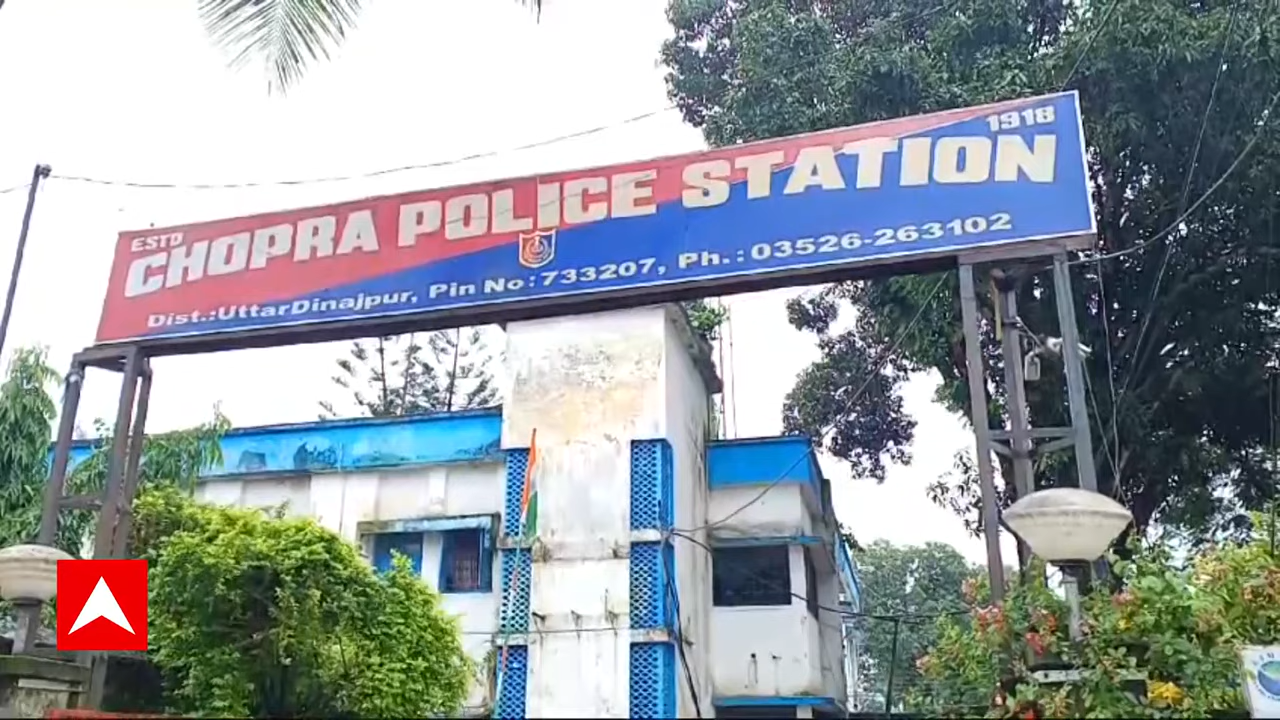 ESTD 1918
CHOPRA POLICE STATION
Dist.:UttarDinajpur, Pin No:733207, Ph.:03526-263102